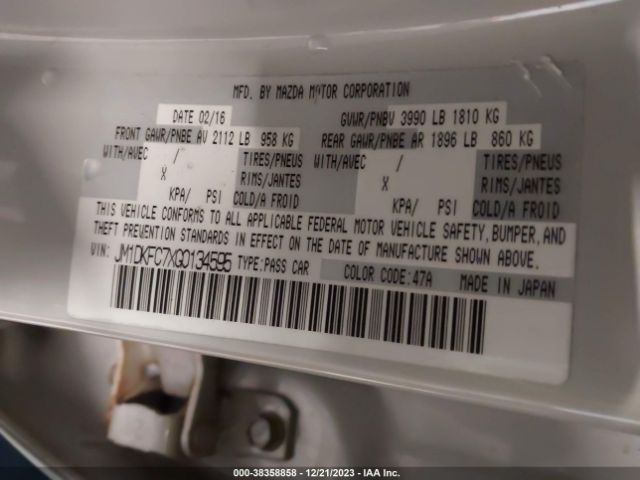 MFD. BY MAZDA MOTOR CORPORATION
DATE 02/16 GVWR/PNBV 3990 LB 1810 KG
FRONT GAWR/PNBE AV 2112 LB 958 KG REAR GAWR/PNBE AR 1896 LB 860 KG
WITH/AVEC / TIRES/PNEUS WITH/AVEC / TIRES/PNEUS
X RIMS/JANTES X RIMS/JANTES
KPA/ PSI COLD/A FROID KPA/ PSI COLD/A FROID
THIS VEHICLE CONFORMS TO ALL APPLICABLE FEDERAL MOTOR VEHICLE SAFETY, BUMPER, AND
THEFT PREVENTION STANDARDS IN EFFECT ON THE DATE OF MANUFACTURE SHOWN ABOVE.
VIN: JM1DKFC7XG0134595 TYPE:PASS CAR COLOR CODE:47A MADE IN JAPAN
000-38358858 - 12/21/2023 - IAA Inc.